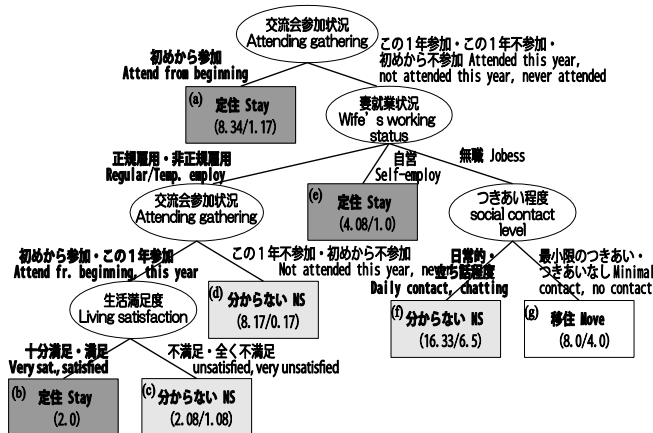 交流会参加状況
Attending gathering
初めから参加
Attend from beginning
この１年参加・この１年不参加・
初めから不参加 Attended this year,
not attended this year, never attended
(a) 定住 Stay
(8.34/1.17)
妻就業状況
Wife's working
status
正規雇用・非正規雇用
Regular/Temp. employ
自営
Self-employ
無職 Jobess
交流会参加状況
Attending gathering
(e) 定住 Stay
(4.08/1.0)
つきあい程度
social contact
level
初めから参加・この１年参加
Attend fr. beginning, this year
この１年不参加・初めから不参加
Not attended this year, never
日常的・
立ち話程度
Daily contact, chatting
最小限のつきあい・
つきあいなし Minimal
contact, no contact
生活満足度
Living satisfaction
(d) 分からない NS
(8.17/0.17)
(f) 分からない NS
(16.33/6.5)
(g) 移住 Move
(8.0/4.0)
十分満足・満足
Very sat., satisfied
不満足・全く不満足
unsatisfied, very unsatisfied
(b) 定住 Stay
(2.0)
(c) 分からない NS
(2.08/1.08)